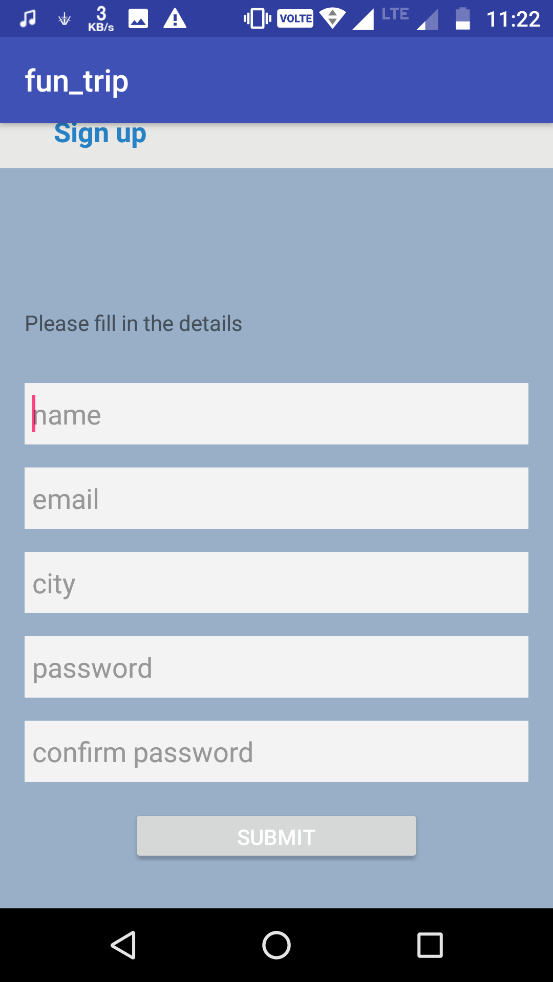 3
KB/s
VOLTE
LTE
11:22
fun_trip
Sign up
Please fill in the details
name
email
city
password
confirm password
SUBMIT